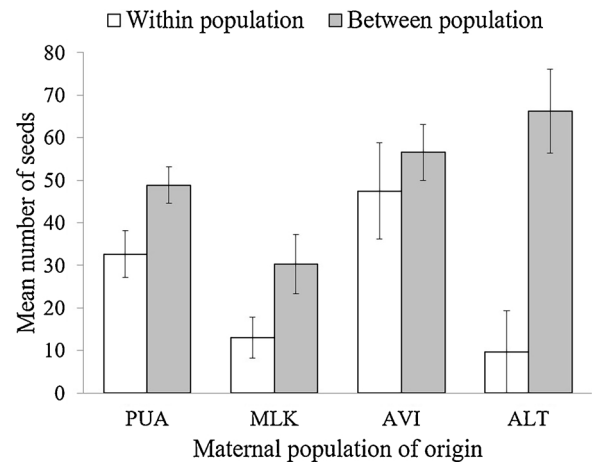 Within population Between population
80
70
60
50
40
30
20
10
0
Mean number of seeds
PUA MLK AVI ALT
Maternal population of origin